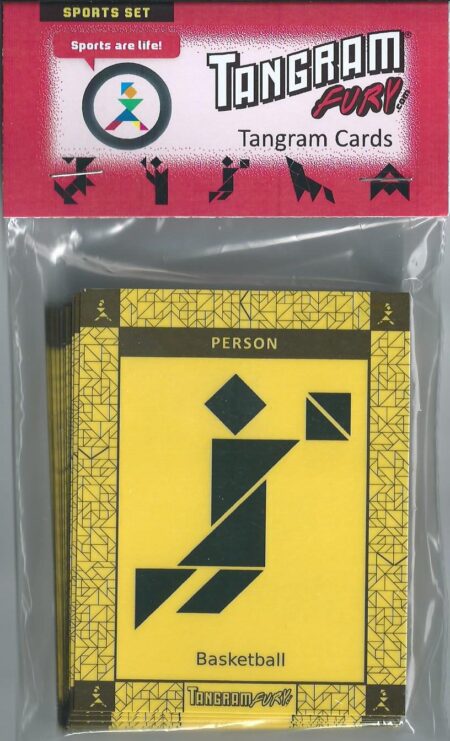 SPORTS SET
Sports are life!
TANGRAM®
FURY.com
Tangram Cards
PERSON
Basketball
TANGRAM FURY